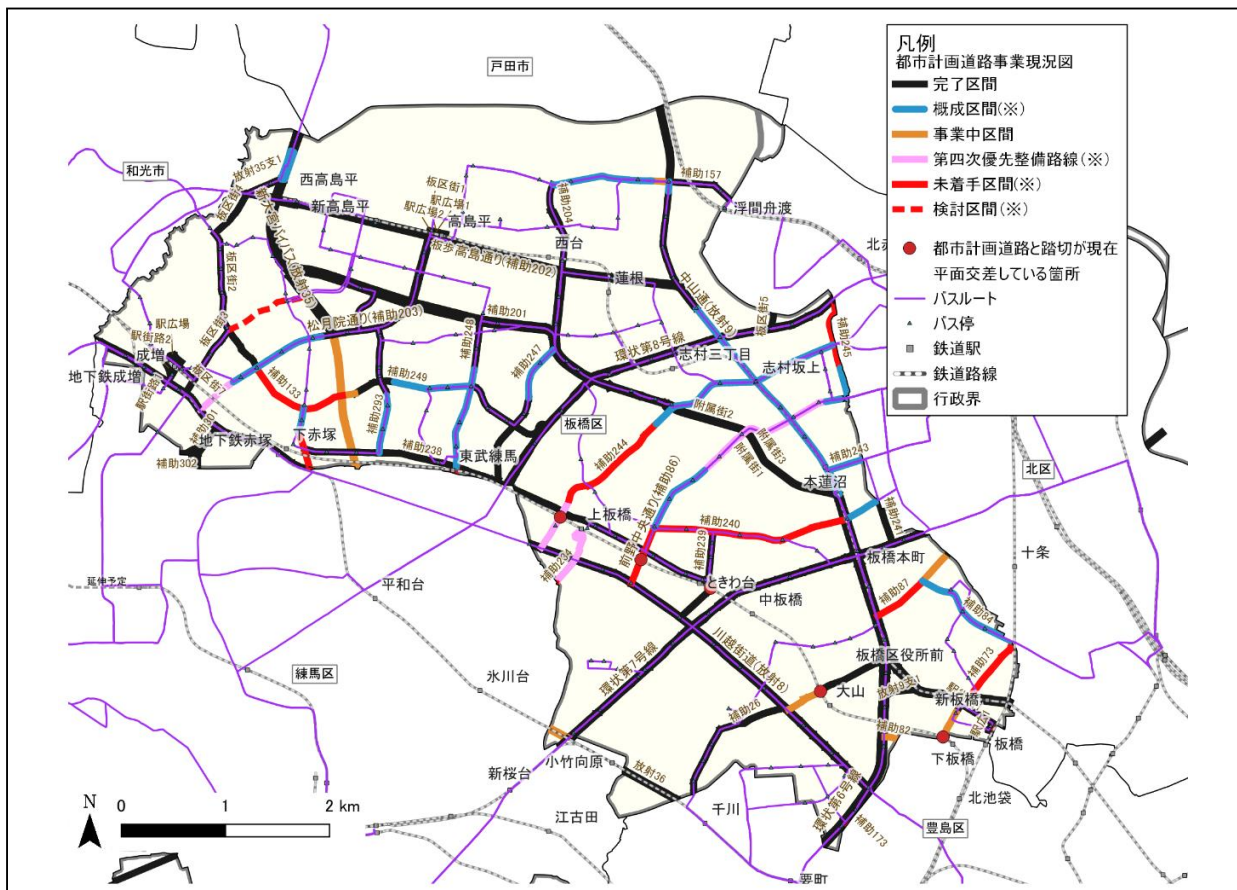 凡例
都市計画道路事業現況図
完了区間
概成区間(※)
事業中区間
第四次優先整備路線(※)
未着手区間(※)
検討区間(※)
都市計画道路と踏切が現在
平面交差している箇所
バスルート
バス停
鉄道駅
鉄道路線
行政界
戸田市
和光市
放射35支1
西高島平
新高島平
板区街1
駅広場1
駅広場2
高島平
補助204
補助157
浮間舟渡
西台
板歩高島通り(補助202)
新大宮バイパス(放射35)
板区街2
蓮根
中山通(放射9)
板区街5
駅広場
駅街路2
板区街3
松月院通り(補助203)
補助201
補助248
環状第8号線
志村三丁目
補助245
成増
地下鉄成増
補助247
志村坂上
補助133
補助249
補助293
板橋区
附属街2
補助301
地下鉄赤塚
下赤塚
補助238
東武練馬
補助244
附属街3
附属街1
補助302
本蓮沼
補助243
北区
上板橋
前野中央通り(補助86)
補助240
補助241
補助234
補助239
板橋本町
十条
延伸予定
平和台
ときわ台
中板橋
補助87
補助84
川越街道(放射8)
板橋区役所前
補助73
練馬区
氷川台
環状第7号線
大山
放射9支1
新板橋
補助26
補助82
下板橋
板橋
小竹向原
新桜台
放射36
北池袋
江古田
千川
環状第6号線
豊島区
補助173
要町
N
0
1
2 km